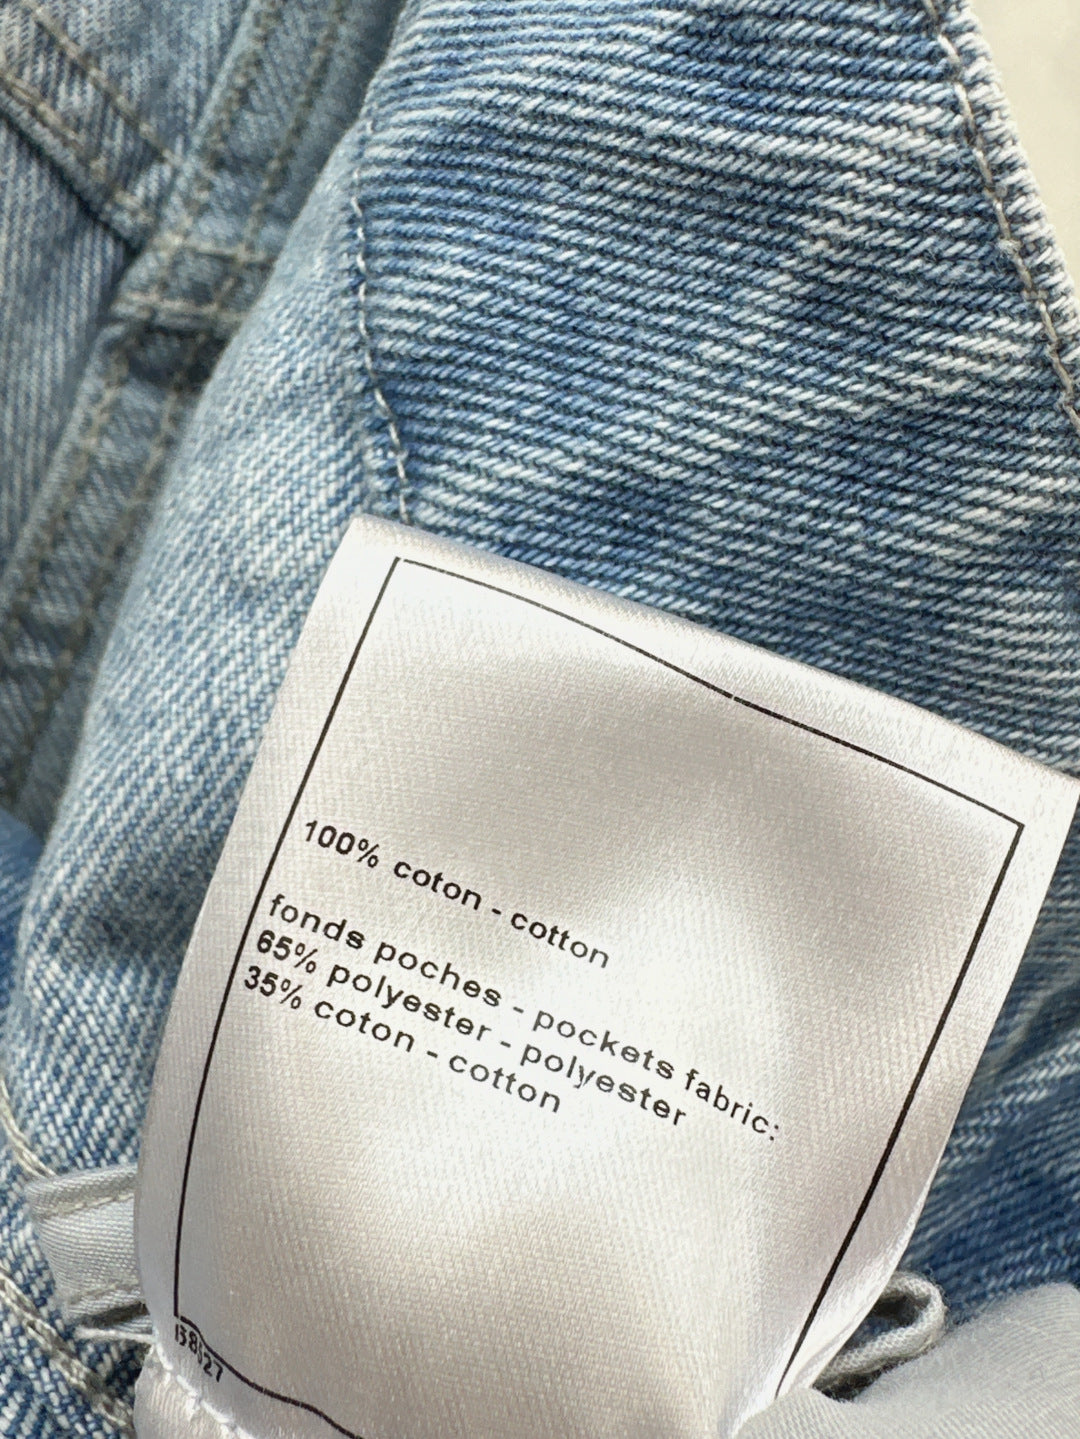 100% coton - cotton
fonds poches - pockets fabric:
65% polyester - polyester
35% coton - cotton